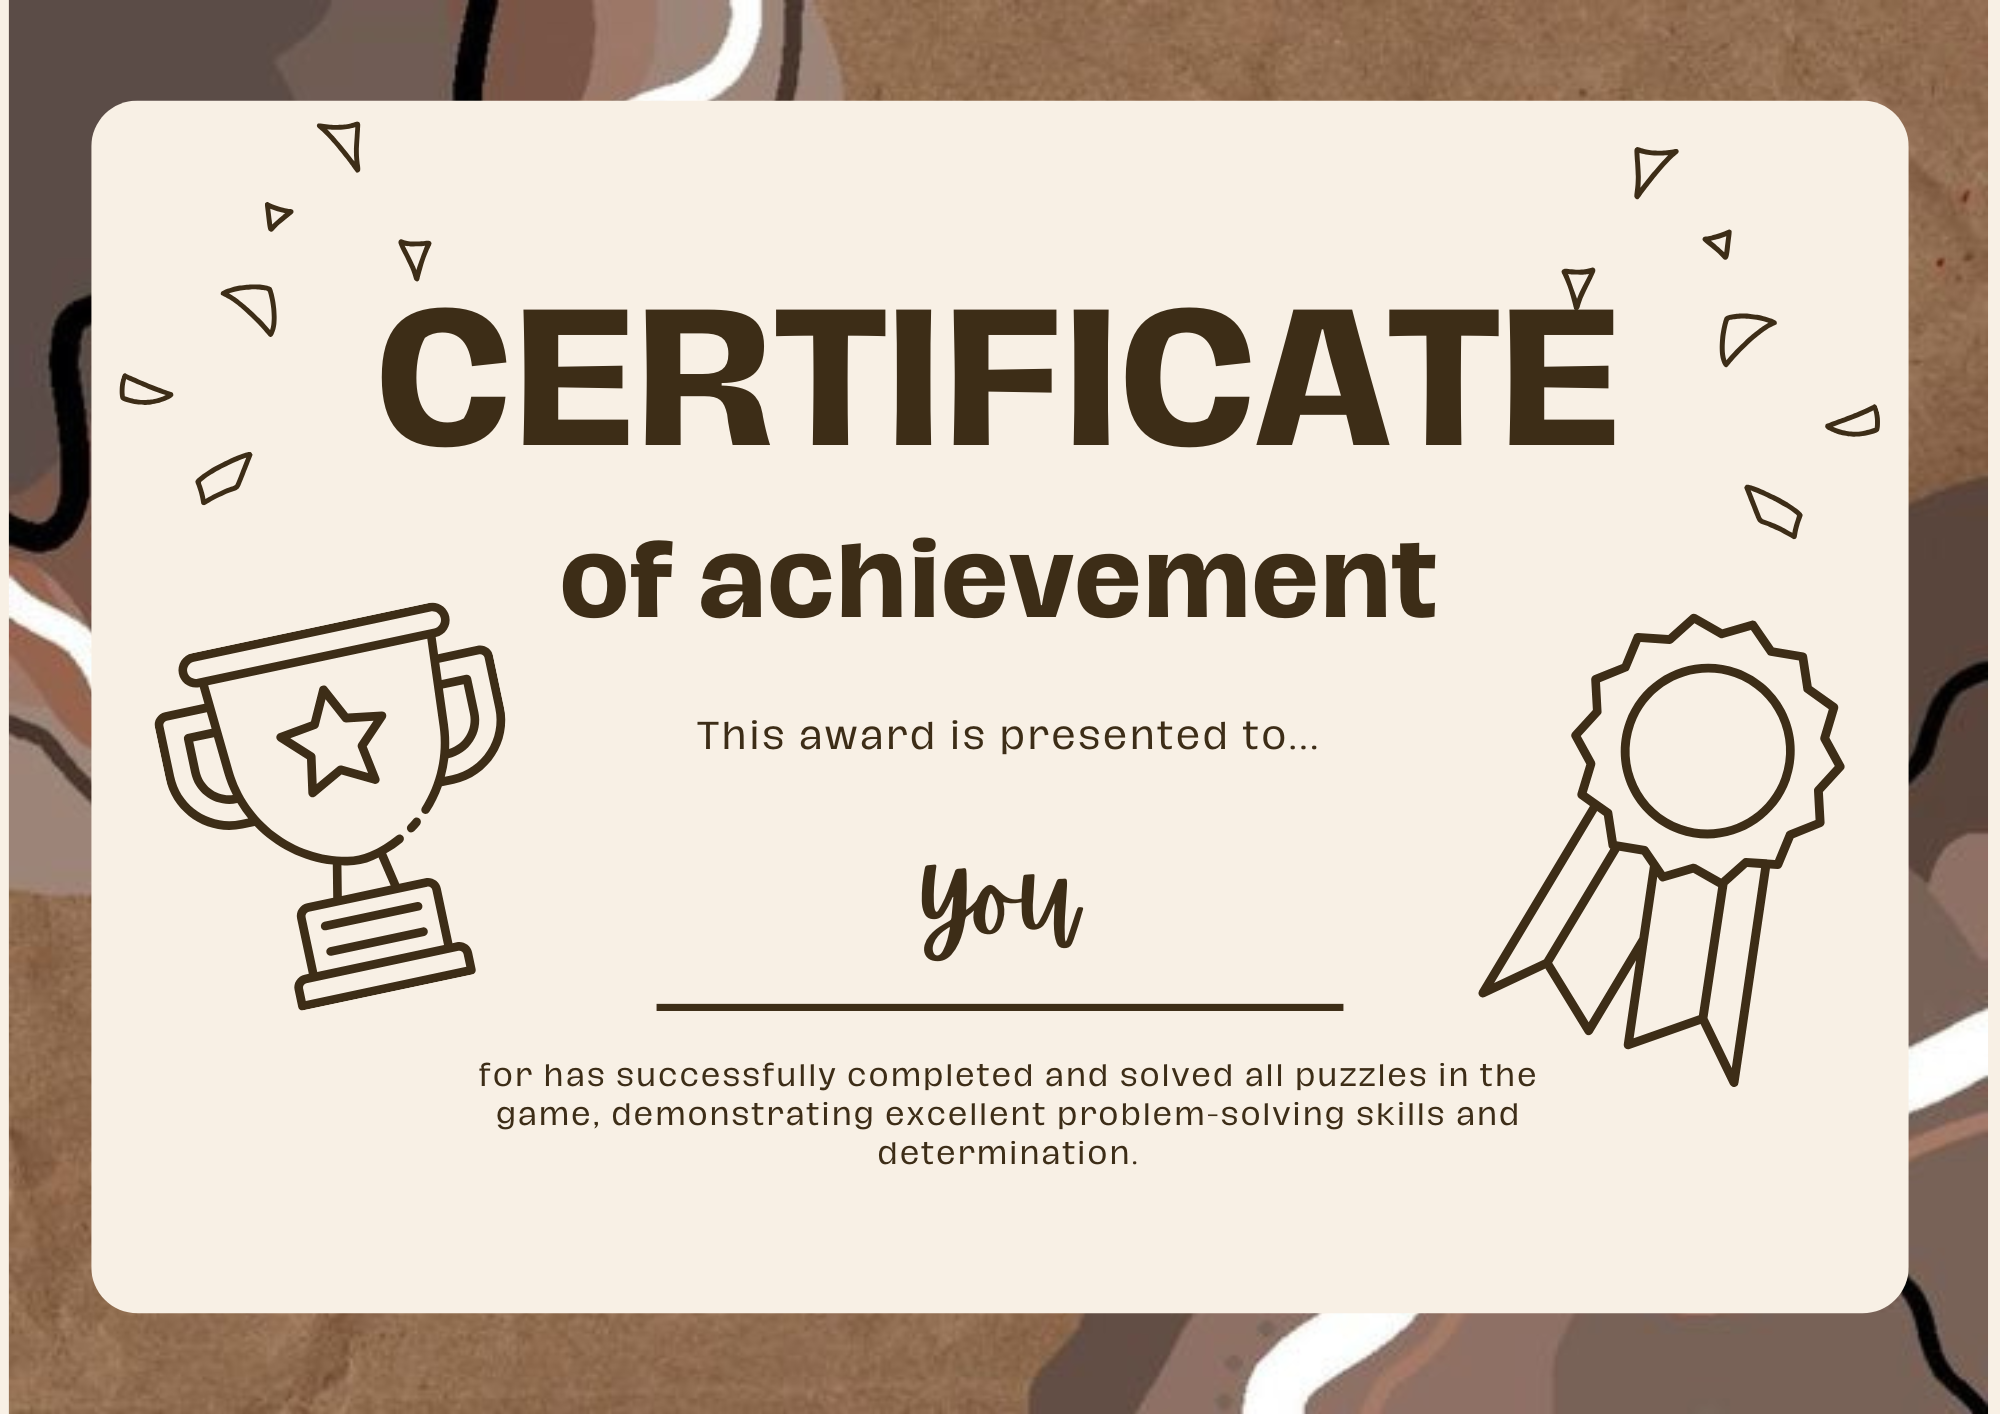 CERTIFICATE
of achievement
This award is presented to...
you
for has successfully completed and solved all puzzles in the
game, demonstrating excellent problem-solving skills and
determination.